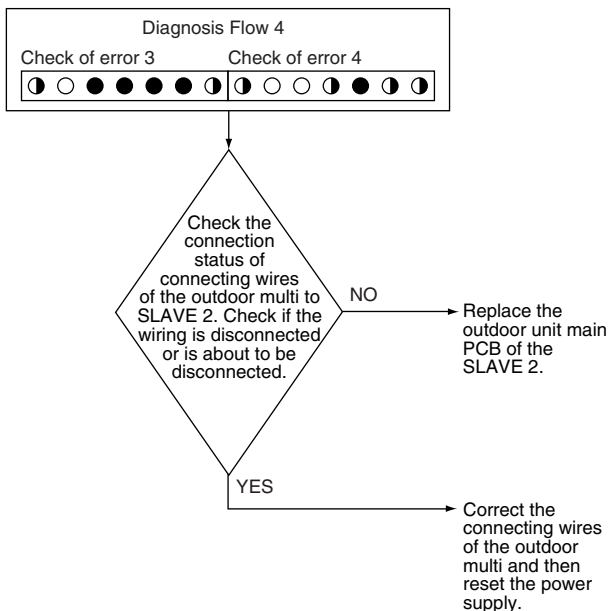 Diagnosis Flow 4
Check of error 3
Check of error 4
Check the
connection
status of
connecting wires
of the outdoor multi to
SLAVE 2. Check if the
wiring is disconnected
or is about to be
disconnected.
NO
Replace the
outdoor unit main
PCB of the
SLAVE 2.
YES
Correct the
connecting wires
of the outdoor
multi and then
reset the power
supply.